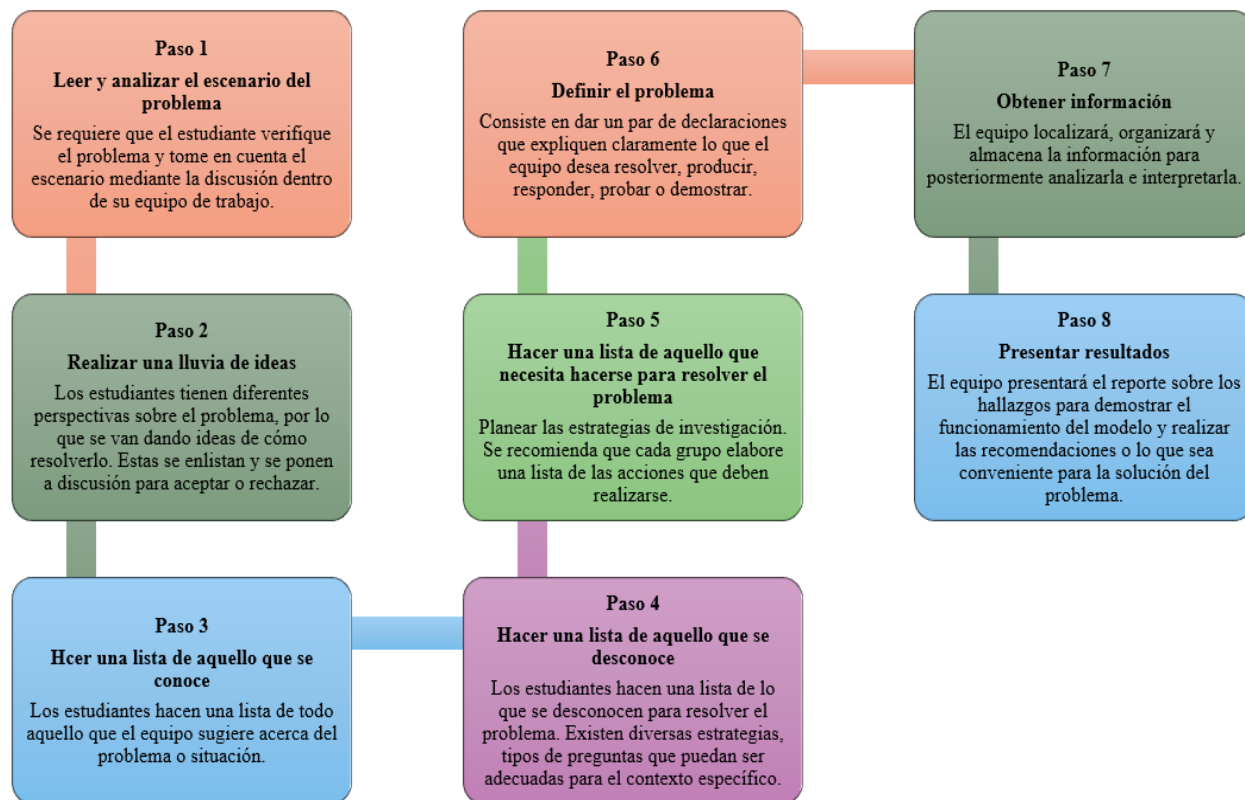 Paso 1
Leer y analizar el escenario del
problema
Se requiere que el estudiante verifique
el problema y tome en cuenta el
escenario mediante la discusión dentro
de su equipo de trabajo.
Paso 2
Realizar una lluvia de ideas
Los estudiantes tienen diferentes
perspectivas sobre el problema, por lo
que se van dando ideas de cómo
resolverlo. Estas se enlistan y se ponen
a discusión para aceptar o rechazar.
Paso 3
Hcer una lista de aquello que se
conoce
Los estudiantes hacen una lista de todo
aquello que el equipo sugiere acerca del
problema o situación.
Paso 4
Hacer una lista de aquello que se
desconoce
Los estudiantes hacen una lista de lo
que se desconocen para resolver el
problema. Existen diversas estrategias,
tipos de preguntas que puedan ser
adecuadas para el contexto específico.
Paso 5
Hacer una lista de aquello que
necesita hacerse para resolver el
problema
Planear las estrategias de investigación.
Se recomienda que cada grupo elabore
una lista de las acciones que deben
realizarse.
Paso 6
Definir el problema
Consiste en dar un par de declaraciones
que expliquen claramente lo que el
equipo desea resolver, producir,
responder, probar o demostrar.
Paso 7
Obtener información
El equipo localizará, organizará y
almacena la información para
posteriormente analizarla e interpretarla.
Paso 8
Presentar resultados
El equipo presentará el reporte sobre los
hallazgos para demostrar el
funcionamiento del modelo y realizar
las recomendaciones o lo que sea
conveniente para la solución del
problema.